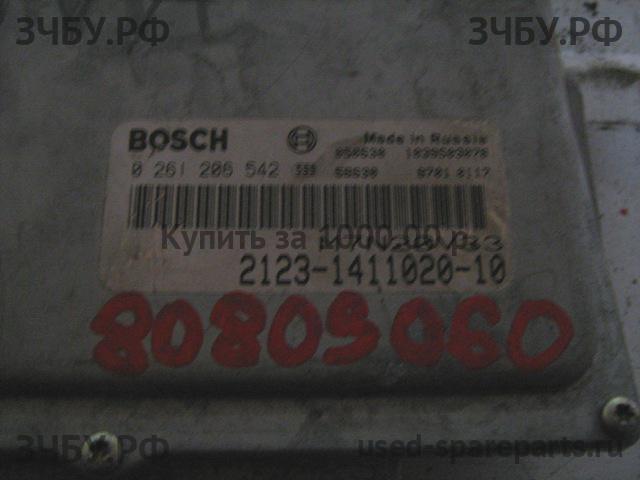 ЗЧБУ.РФ ЗЧБУ.РФ
BOSCH Made in Russia
0 261 206 542
Купить за 1000.00 р.
2123-1411020-10
80809060
ЗЧБУ.РФ used-spareparts.ru